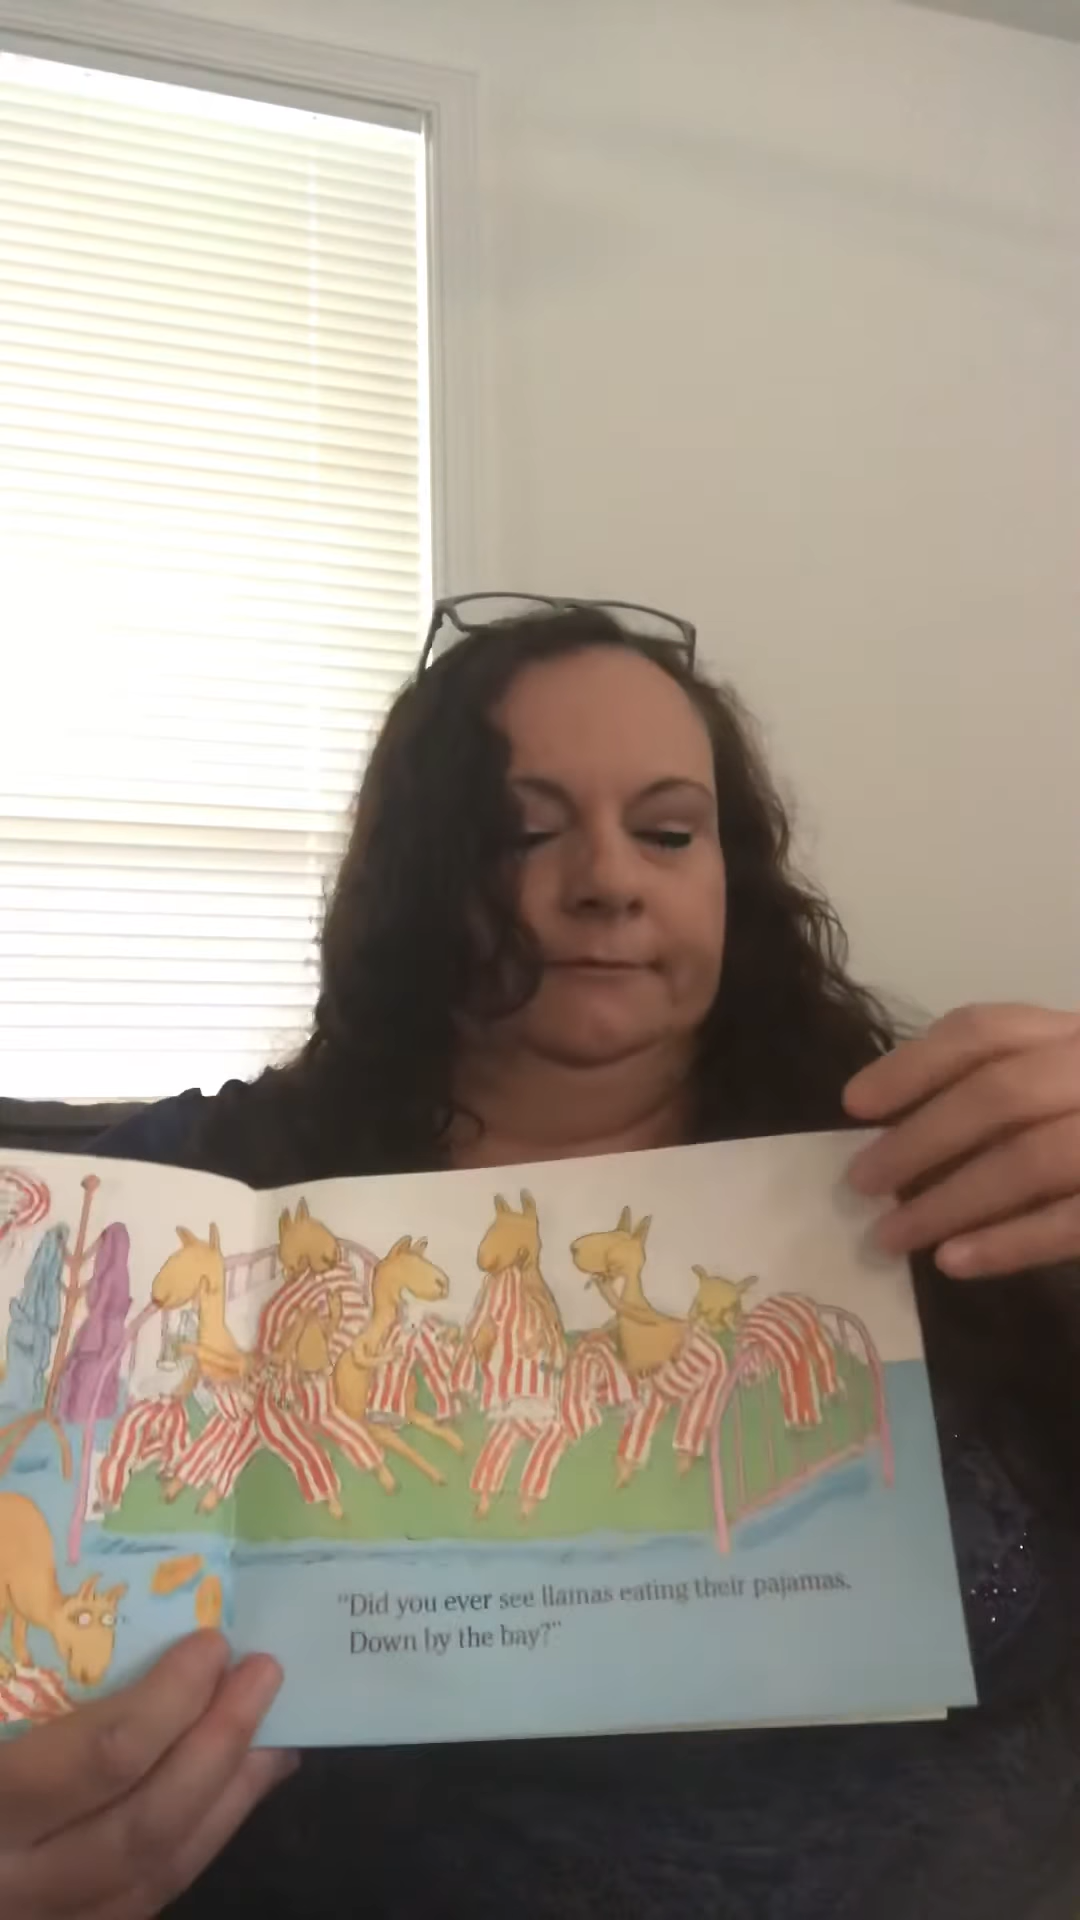 “Did you ever see llamas eating their pajamas,
Down by the bay?”